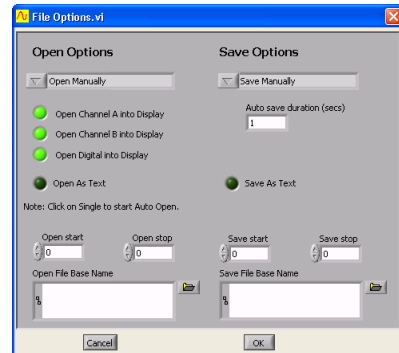 File Options.vi
Open Options
Save Options
Open Manually
Save Manually
Open Channel A into Display
Open Channel B into Display
Open Digital into Display
Auto save duration (secs)
1
Open As Text
Save As Text
Note: Click on Single to start Auto Open.
Open start
Open stop
Save start
Save stop
0
0
0
0
Open File Base Name
Save File Base Name
Cancel
OK